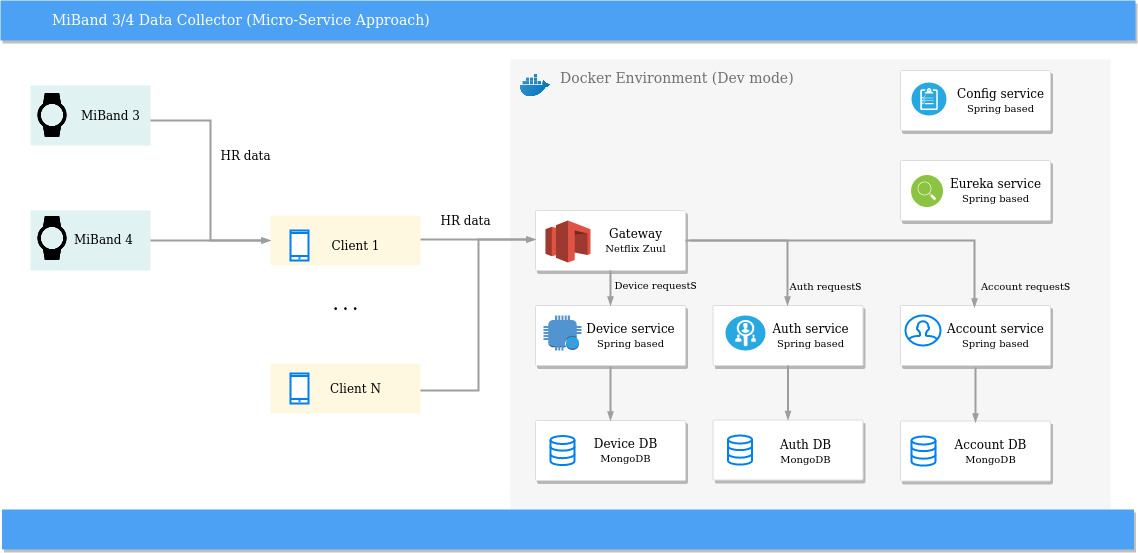 MiBand 3/4 Data Collector (Micro-Service Approach)
Docker Environment (Dev mode)
Config service
Spring based
MiBand 3
HR data
Eureka service
Spring based
MiBand 4
Client 1
HR data
Gateway
Netflix Zuul
Device requests
Auth requests
Account requests
...
Device service
Spring based
Auth service
Spring based
Account service
Spring based
Client N
Device DB
MongoDB
Auth DB
MongoDB
Account DB
MongoDB